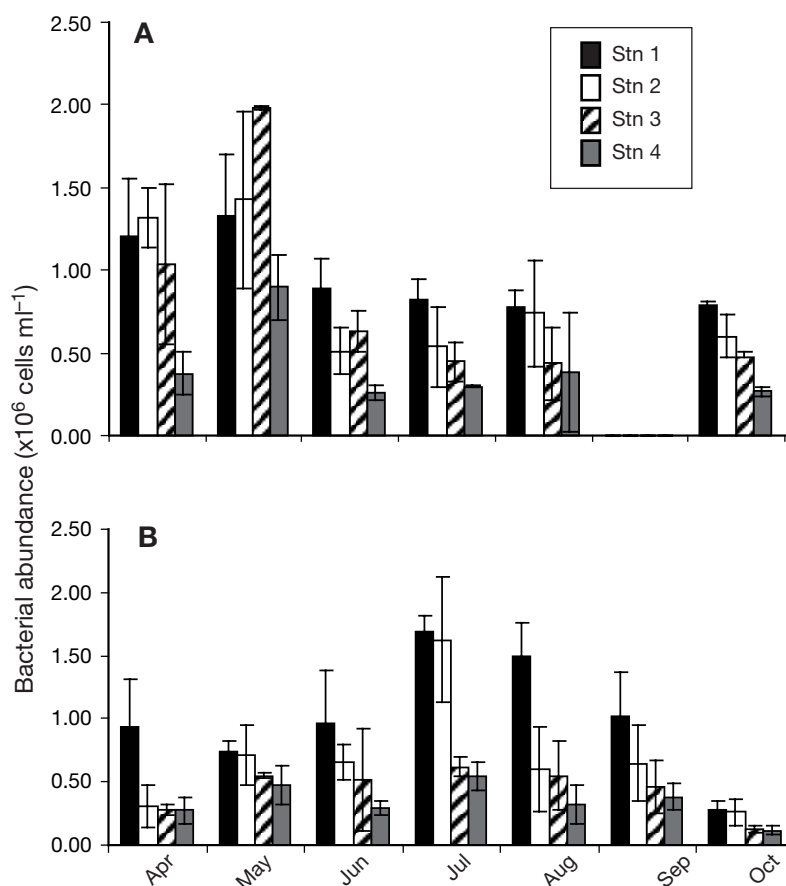 A
Stn 1
Stn 2
Stn 3
Stn 4
2.50
2.00
1.50
1.00
0.50
0.00
Bacterial abundance (x10⁶ cells ml⁻¹)
B
2.50
2.00
1.50
1.00
0.50
0.00
Apr May Jun Jul Aug Sep Oct